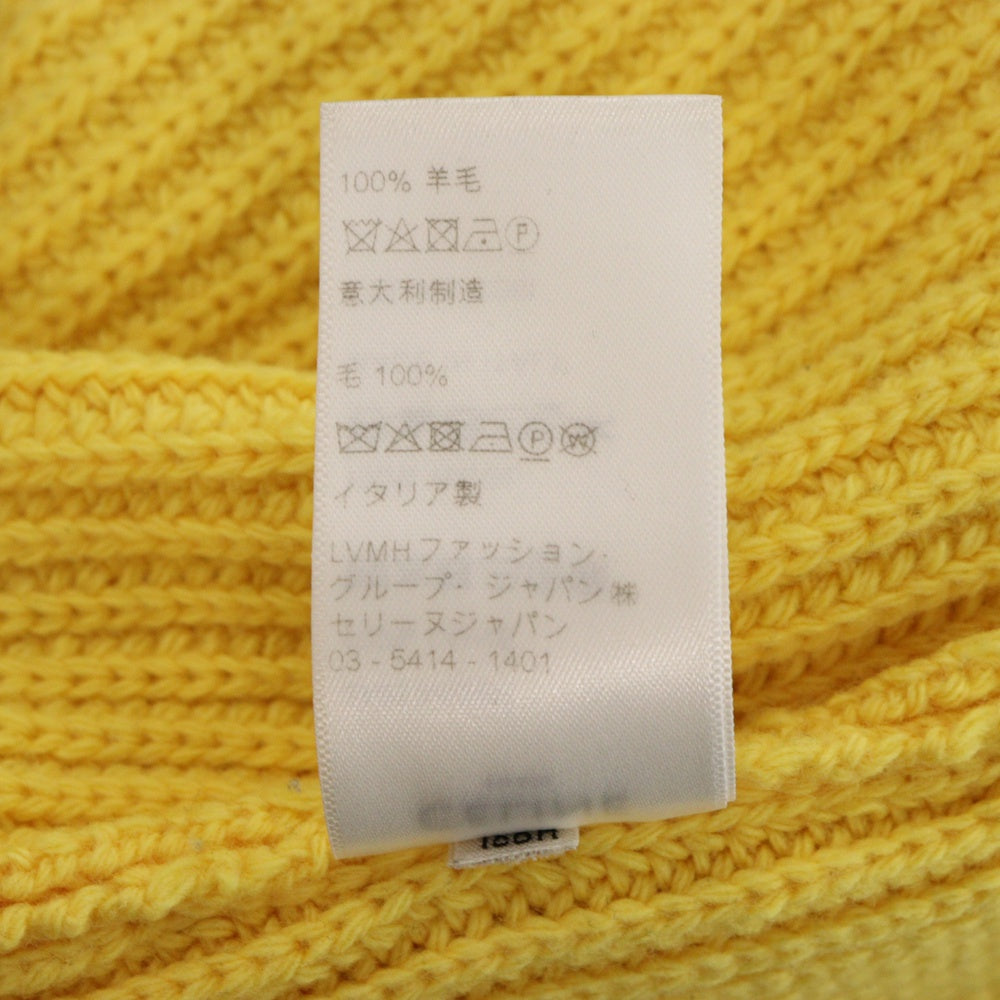 100% 羊毛
P
意大利制造
毛 100%
P W
イタリア製
LVMHファッション・
グループ・ジャパン㈱
セリーヌジャパン
03 - 5414 - 1401